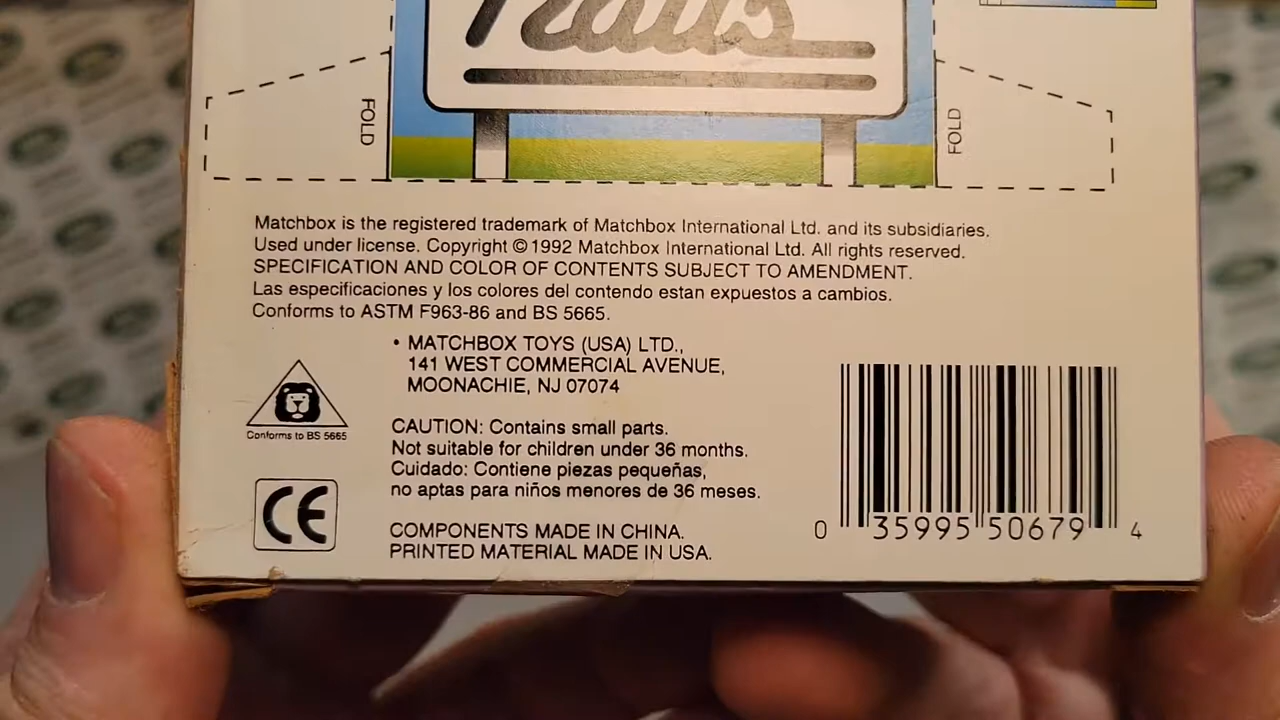 FOLD
FOLD
Matchbox is the registered trademark of Matchbox International Ltd. and its subsidiaries.
Used under license. Copyright © 1992 Matchbox International Ltd. All rights reserved.
SPECIFICATION AND COLOR OF CONTENTS SUBJECT TO AMENDMENT.
Las especificaciones y los colores del contendo estan expuestos a cambios.
Conforms to ASTM F963-86 and BS 5665.
• MATCHBOX TOYS (USA) LTD.,
141 WEST COMMERCIAL AVENUE,
MOONACHIE, NJ 07074
Conforms to BS 5665
CAUTION: Contains small parts.
Not suitable for children under 36 months.
Cuidado: Contiene piezas pequeñas,
no aptas para niños menores de 36 meses.
CE
COMPONENTS MADE IN CHINA.
PRINTED MATERIAL MADE IN USA.
0 35995 50679 4